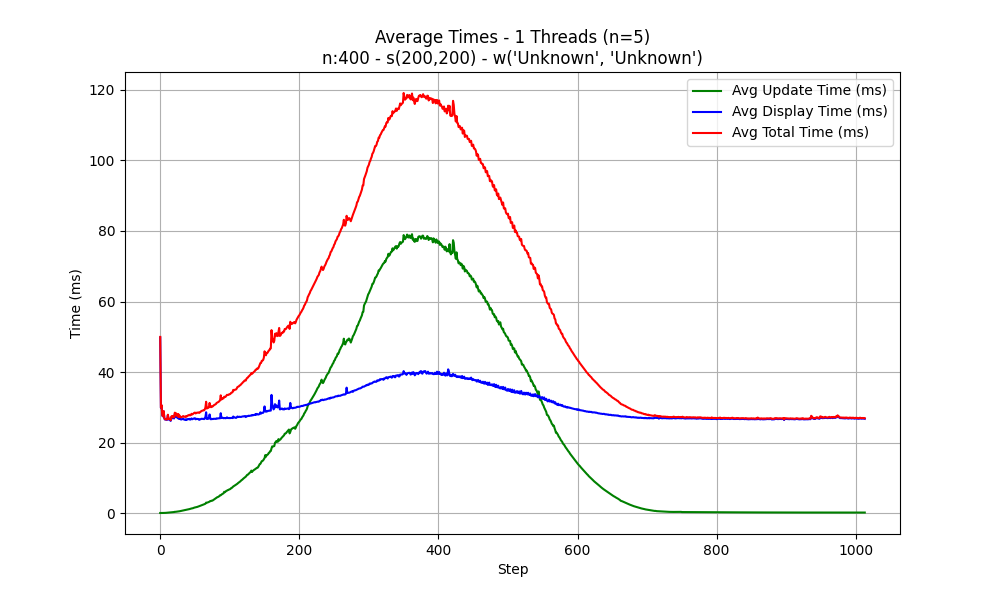 Average Times - 1 Threads (n=5)
n:400 - s(200,200) - w('Unknown', 'Unknown')
Avg Update Time (ms)
Avg Display Time (ms)
Avg Total Time (ms)
Time (ms)
120
100
80
60
40
20
0
0 200 400 600 800 1000
Step